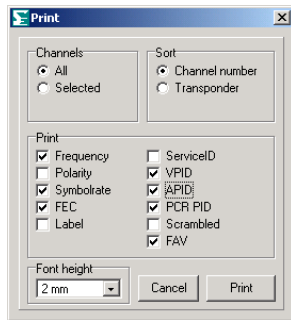 Print
Channels
All
Selected
Sort
Channel number
Transponder
Print
Frequency
Polarity
Symbolrate
FEC
Label
ServiceID
VPID
APID
PCR PID
Scrambled
FAV
Font height
2 mm
Cancel
Print